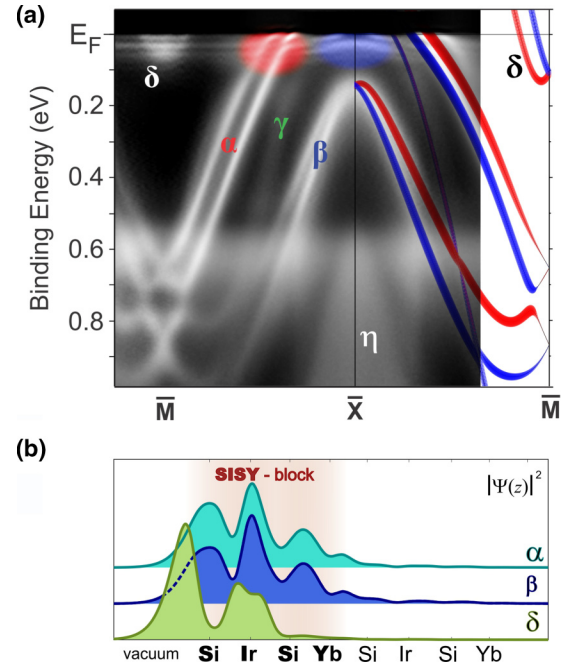 (a)
E_F
δ
δ
0.2
γ
α
β
0.4
Binding Energy (eV)
0.6
0.8
η
M̅ X̅ M̅
(b)
SISY - block
|Ψ(z)|²
α
β
δ
vacuum Si Ir Si Yb Si Ir Si Yb